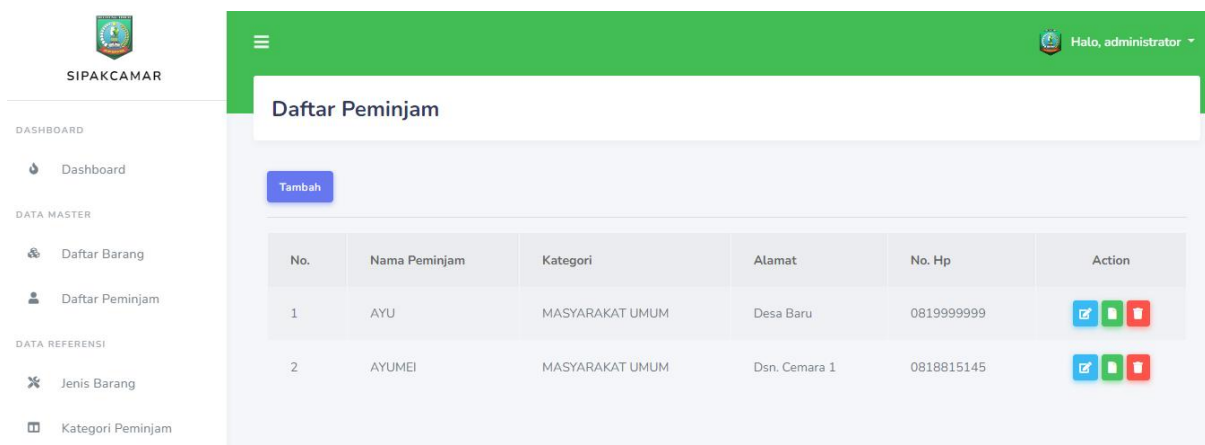 SIPAKCAMAR
DASHBOARD
Dashboard
DATA MASTER
Daftar Barang
Daftar Peminjam
DATA REFERENSI
Jenis Barang
Kategori Peminjam
Halo, administrator
Daftar Peminjam
Tambah
No. Nama Peminjam Kategori Alamat No. Hp Action
1 AYU MASYARAKAT UMUM Desa Baru 0819999999
2 AYUMEI MASYARAKAT UMUM Dsn. Cemara 1 0818815145